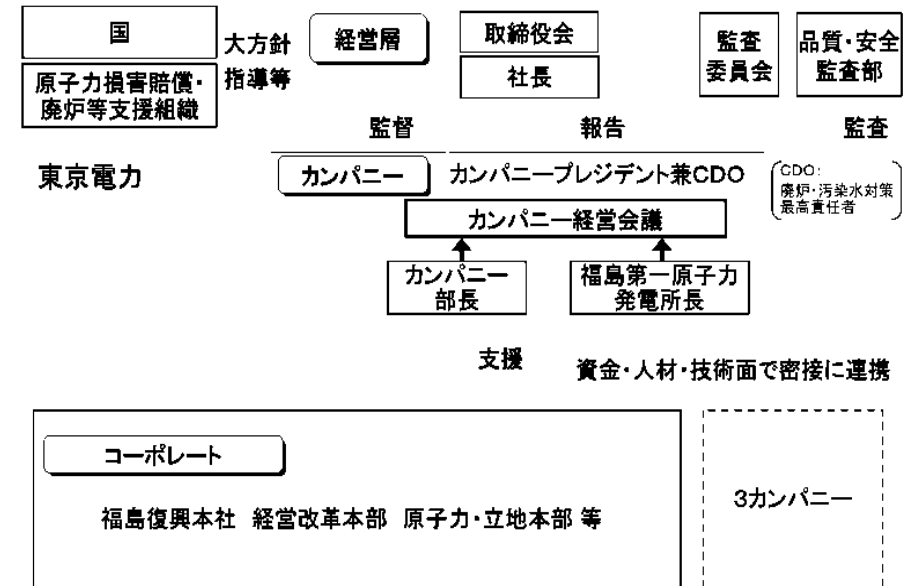 国
原子力損害賠償・
廃炉等支援組織
大方針
指導等
経営層
取締役会
社長
監査
委員会
品質・安全
監査部
監督
報告
監査
東京電力
カンパニー
カンパニープレジデント兼CDO
CDO:
廃炉・汚染水対策
最高責任者
カンパニー経営会議
カンパニー
部長
福島第一原子力
発電所長
支援
資金・人材・技術面で密接に連携
コーポレート
福島復興本社 経営改革本部 原子力・立地本部 等
3カンパニー